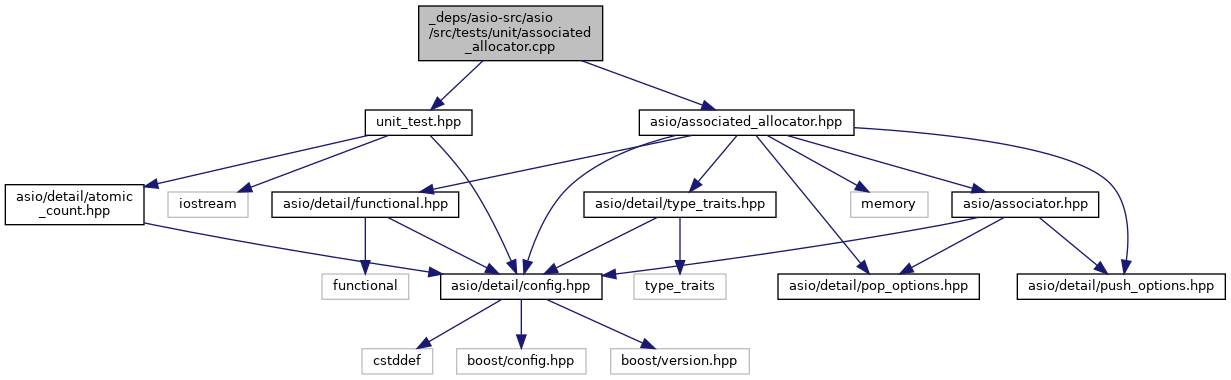 _deps/asio-src/asio
/src/tests/unit/associated
_allocator.cpp
unit_test.hpp
asio/associated_allocator.hpp
asio/detail/atomic
_count.hpp
iostream
asio/detail/functional.hpp
asio/detail/type_traits.hpp
memory
asio/associator.hpp
functional
asio/detail/config.hpp
type_traits
asio/detail/pop_options.hpp
asio/detail/push_options.hpp
cstddef
boost/config.hpp
boost/version.hpp